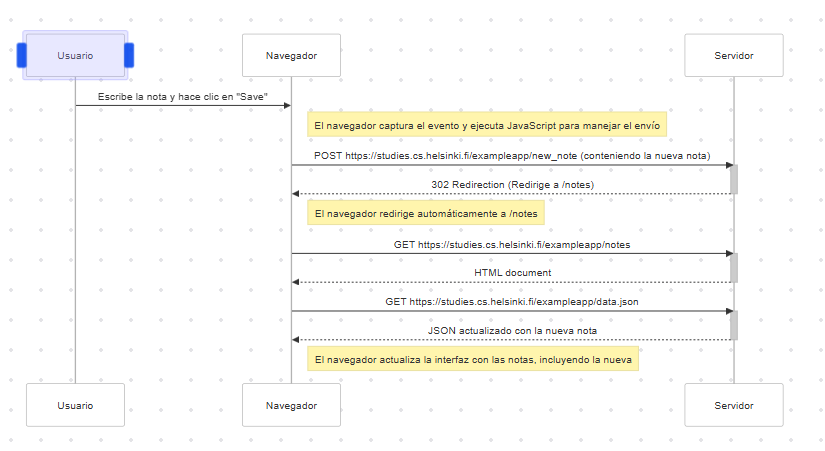 Usuario
Navegador
Servidor
Escribe la nota y hace clic en "Save"
El navegador captura el evento y ejecuta JavaScript para manejar el envío
POST https://studies.cs.helsinki.fi/exampleapp/new_note (conteniendo la nueva nota)
302 Redirection (Redirige a /notes)
El navegador redirige automáticamente a /notes
GET https://studies.cs.helsinki.fi/exampleapp/notes
HTML document
GET https://studies.cs.helsinki.fi/exampleapp/data.json
JSON actualizado con la nueva nota
El navegador actualiza la interfaz con las notas, incluyendo la nueva
Usuario
Navegador
Servidor